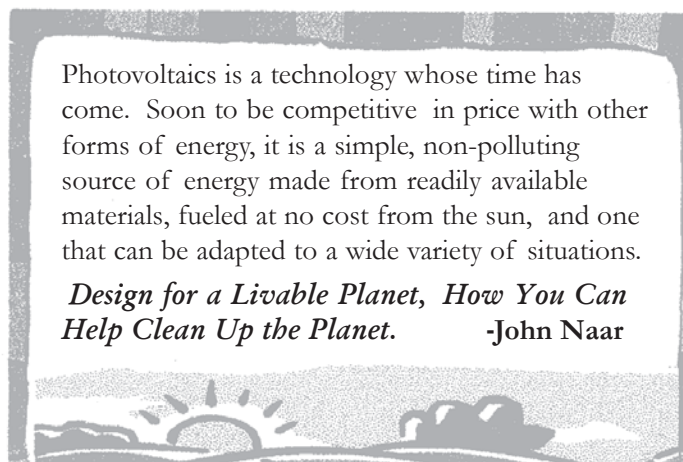 Photovoltaics is a technology whose time has
come. Soon to be competitive in price with other
forms of energy, it is a simple, non-polluting
source of energy made from readily available
materials, fueled at no cost from the sun, and one
that can be adapted to a wide variety of situations.
Design for a Livable Planet, How You Can
Help Clean Up the Planet. -John Naar